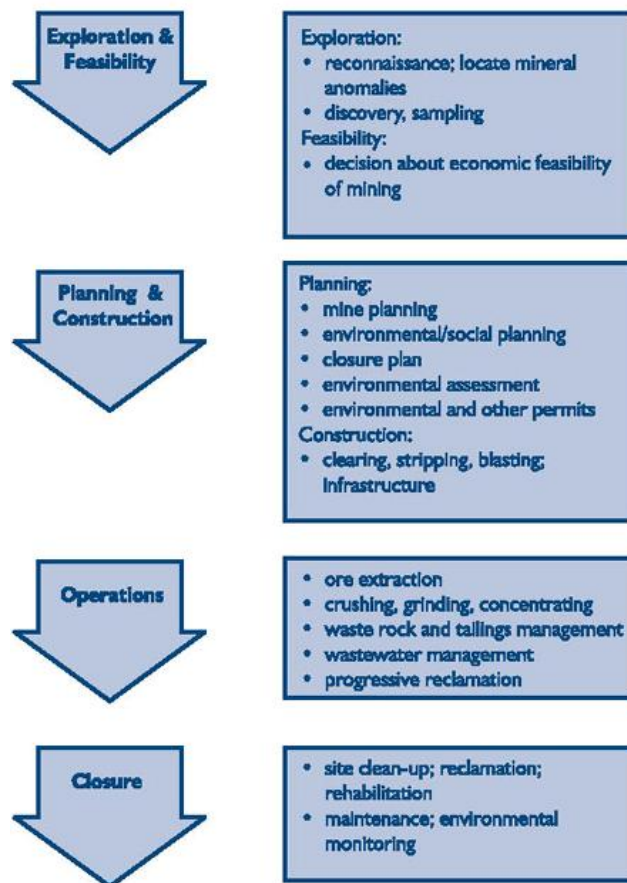 Exploration &
Feasibility
Exploration:
• reconnaissance; locate mineral
anomalies
• discovery, sampling
Feasibility:
• decision about economic feasibility
of mining
Planning &
Construction
Planning:
• mine planning
• environmental/social planning
• closure plan
• environmental assessment
• environmental and other permits
Construction:
• clearing, stripping, blasting;
infrastructure
Operations
• ore extraction
• crushing, grinding, concentrating
• waste rock and tailings management
• wastewater management
• progressive reclamation
Closure
• site clean-up; reclamation;
rehabilitation
• maintenance; environmental
monitoring